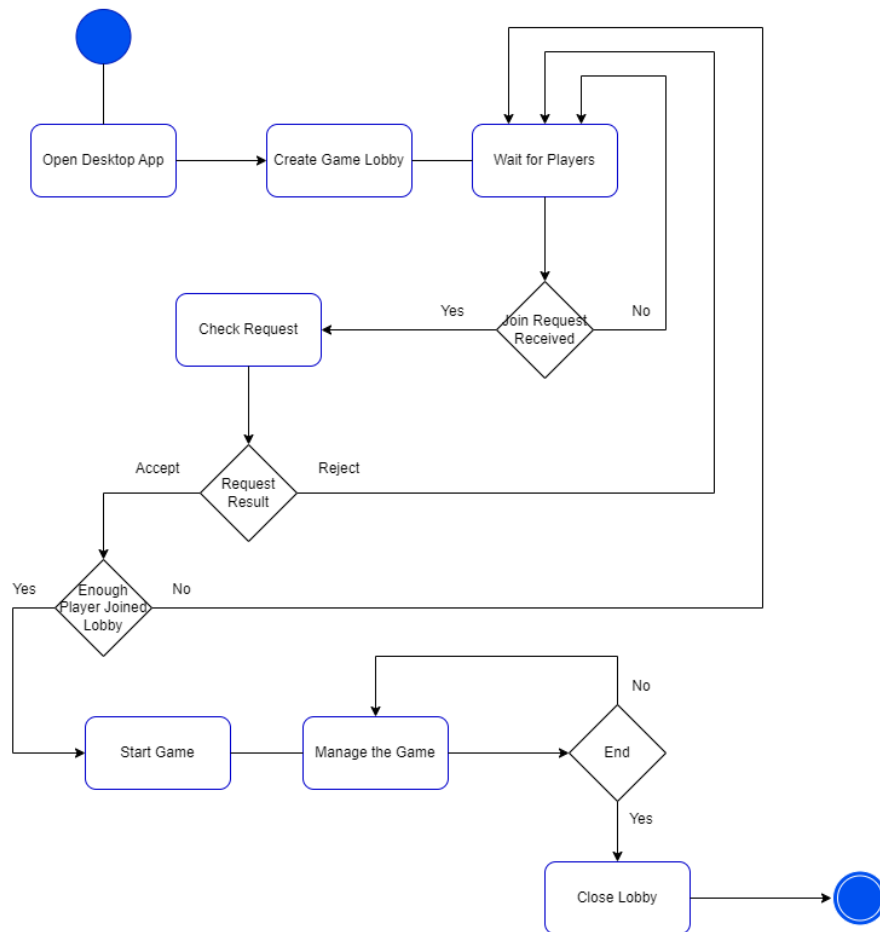 Open Desktop App
Create Game Lobby
Wait for Players
Check Request
Yes
Join Request
Received
No
Accept
Request
Result
Reject
Yes
Enough
Player Joined
Lobby
No
Start Game
Manage the Game
No
End
Yes
Close Lobby